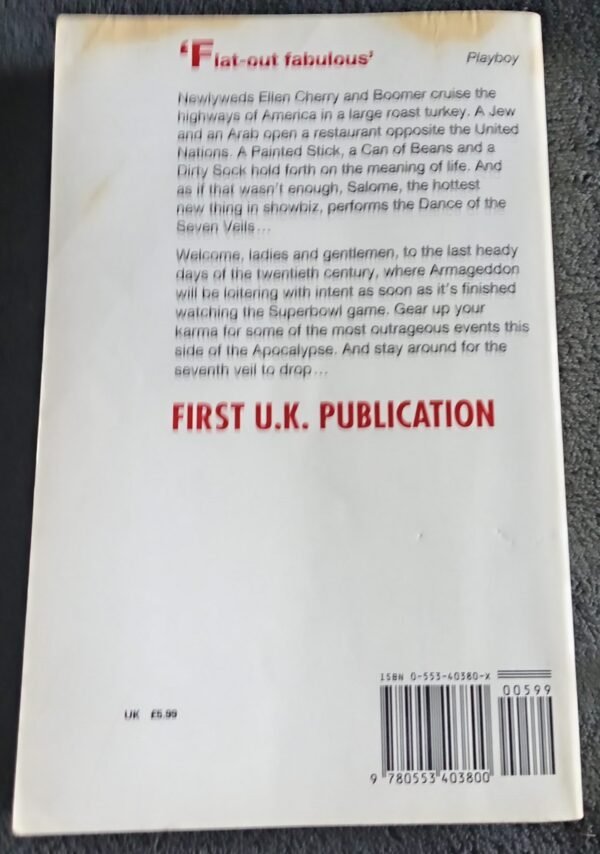 ‘Flat-out fabulous’ Playboy
Newlyweds Ellen Cherry and Boomer cruise the
highways of America in a large roast turkey. A Jew
and an Arab open a restaurant opposite the United
Nations. A Painted Stick, a Can of Beans and a
Dirty Sock hold forth on the meaning of life. And
as if that wasn't enough, Salome, the hottest
new thing in showbiz, performs the Dance of the
Seven Veils...
Welcome, ladies and gentlemen, to the last heady
days of the twentieth century, where Armageddon
will be loitering with intent as soon as it's finished
watching the Superbowl game. Gear up your
karma for some of the most outrageous events this
side of the Apocalypse. And stay around for the
seventh veil to drop...
FIRST U.K. PUBLICATION
ISBN 0-553-40380-X
00599
UK £5.99
9 780553 403800